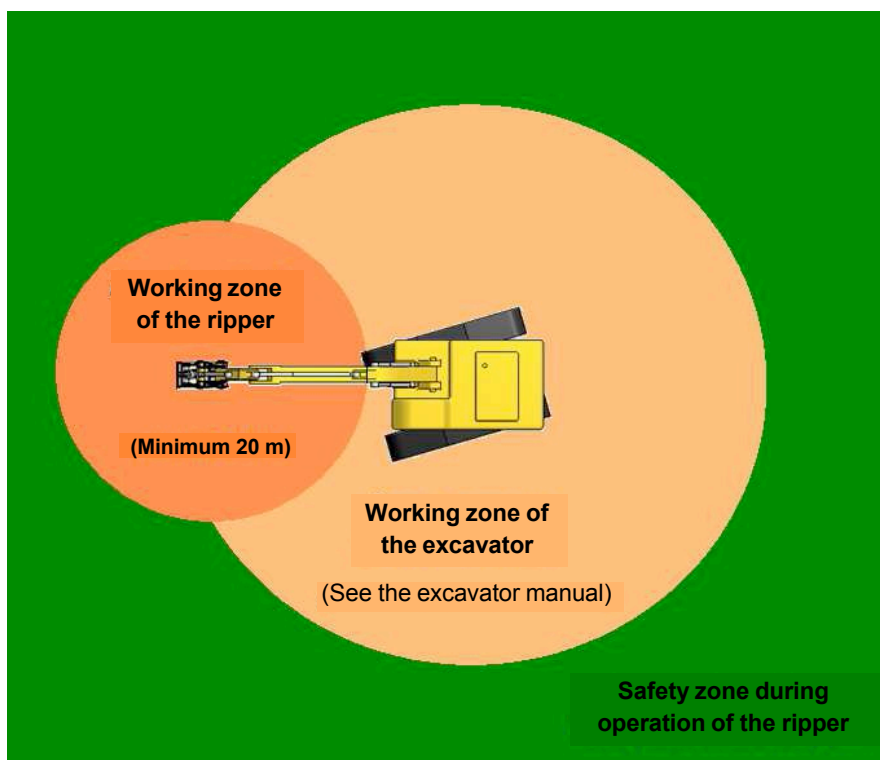 Working zone
of the ripper
(Minimum 20 m)
Working zone of
the excavator
(See the excavator manual)
Safety zone during
operation of the ripper